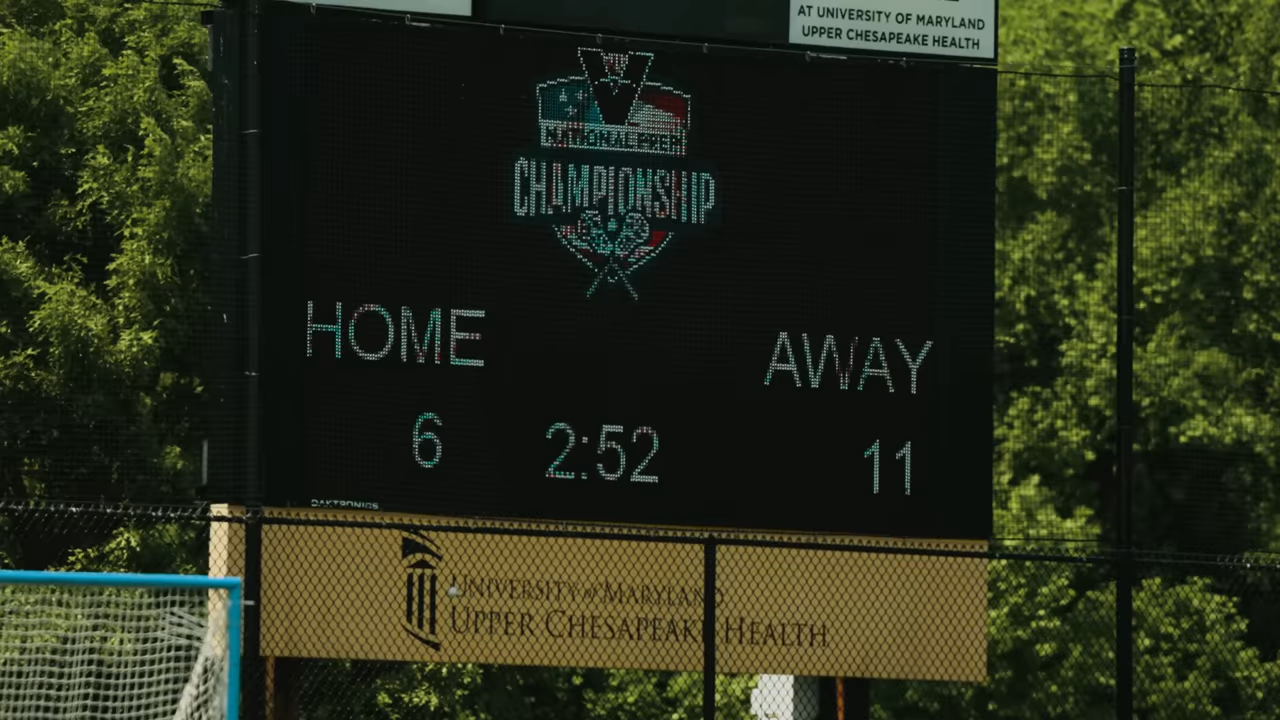 AT UNIVERSITY OF MARYLAND
UPPER CHESAPEAKE HEALTH
CHAMPIONSHIP
HOME
AWAY
6
2:52
11
DAKTRONICS
UNIVERSITY of MARYLAND
UPPER CHESAPEAKE HEALTH